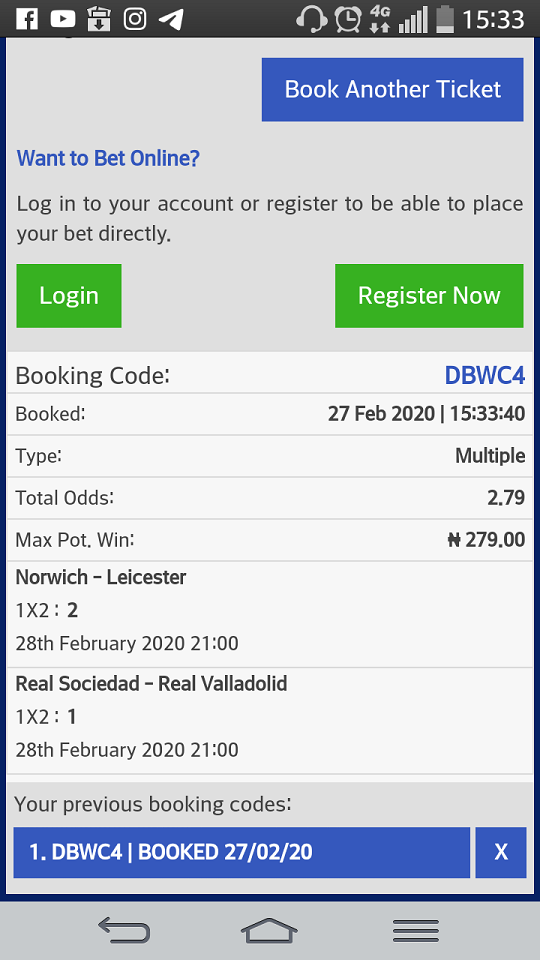 4G
15:33
Book Another Ticket
Want to Bet Online?
Log in to your account or register to be able to place
your bet directly.
Login
Register Now
Booking Code: DBWC4
Booked: 27 Feb 2020 | 15:33:40
Type: Multiple
Total Odds: 2.79
Max Pot. Win: ₦ 279.00
Norwich - Leicester
1X2 : 2
28th February 2020 21:00
Real Sociedad - Real Valladolid
1X2 : 1
28th February 2020 21:00
Your previous booking codes:
1. DBWC4 | BOOKED 27/02/20 X